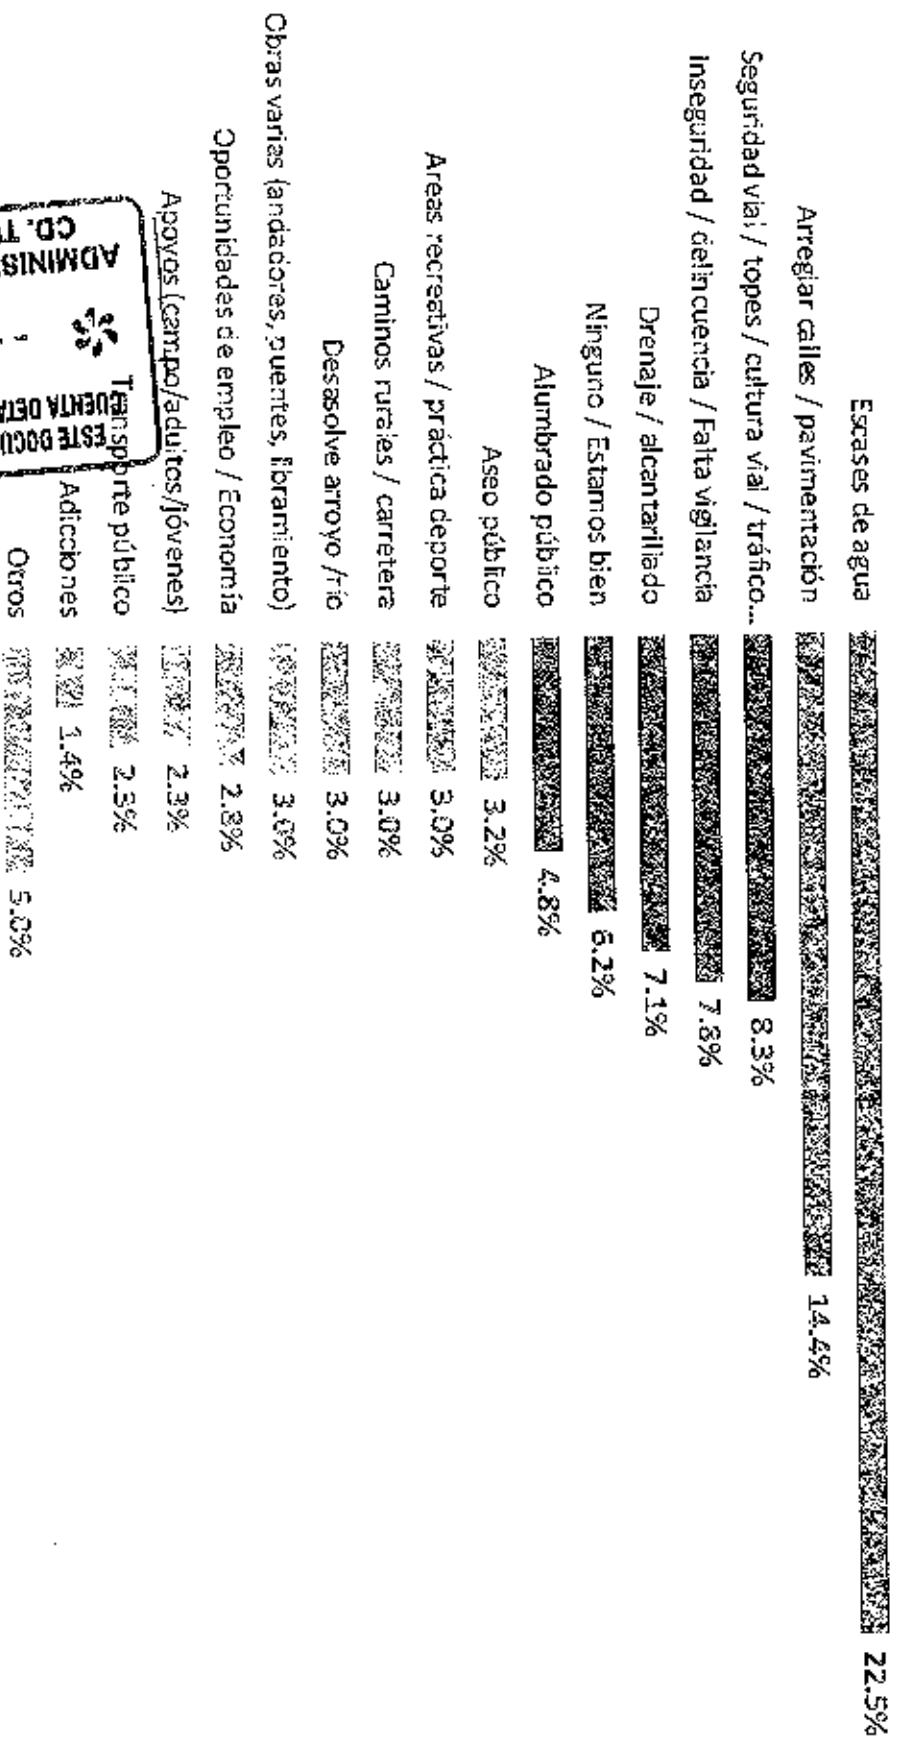 Escases de agua 22.5%
Arreglar calles / pavimentación 14.4%
Seguridad vial / topes / cultura vial / tráfico... 8.3%
Inseguridad / delincuencia / Falta vigilancia 7.8%
Drenaje / alcantarillado 7.1%
Ninguno / Estamos bien 6.2%
Alumbrado público 4.8%
Aseo público 3.2%
Areas recreativas / práctica deporte 3.0%
Caminos rurales / carretera 3.0%
Desasolve arroyo /río 3.0%
Obras varias (andadores, puentes, libramiento) 3.0%
Oportunidades de empleo / Economía 2.8%
Apoyos (campo/adultos/jóvenes) 2.3%
Transporte público 2.3%
Adicciones 1.4%
Otros 5.0%
ESTE DOCU
CUENTA DETA
ADMINIS
CD. T